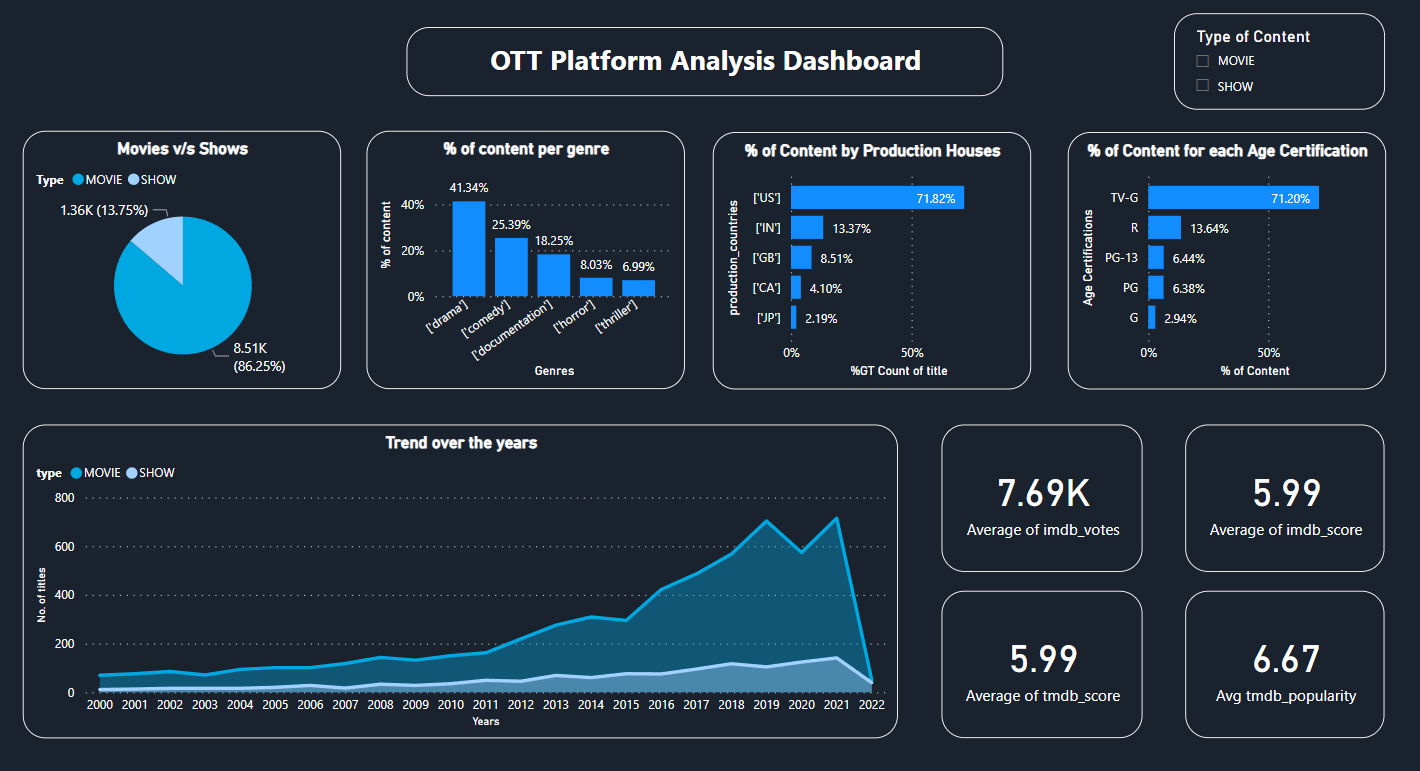 OTT Platform Analysis Dashboard
Type of Content
MOVIE
SHOW
Movies v/s Shows
Type MOVIE SHOW
1.36K (13.75%)
8.51K
(86.25%)
% of content per genre
% of content
40%
20%
0%
41.34%
25.39%
18.25%
8.03%
6.99%
['drama']
['comedy']
['documentation']
['horror']
['thriller']
Genres
% of Content by Production Houses
production_countries
['US'] 71.82%
['IN'] 13.37%
['GB'] 8.51%
['CA'] 4.10%
['JP'] 2.19%
0% 50%
%GT Count of title
% of Content for each Age Certification
Age Certifications
TV-G 71.20%
R 13.64%
PG-13 6.44%
PG 6.38%
G 2.94%
0% 50%
% of Content
Trend over the years
type MOVIE SHOW
No. of titles
800
600
400
200
0
2000 2001 2002 2003 2004 2005 2006 2007 2008 2009 2010 2011 2012 2013 2014 2015 2016 2017 2018 2019 2020 2021 2022
Years
7.69K
Average of imdb_votes
5.99
Average of imdb_score
5.99
Average of tmdb_score
6.67
Avg tmdb_popularity